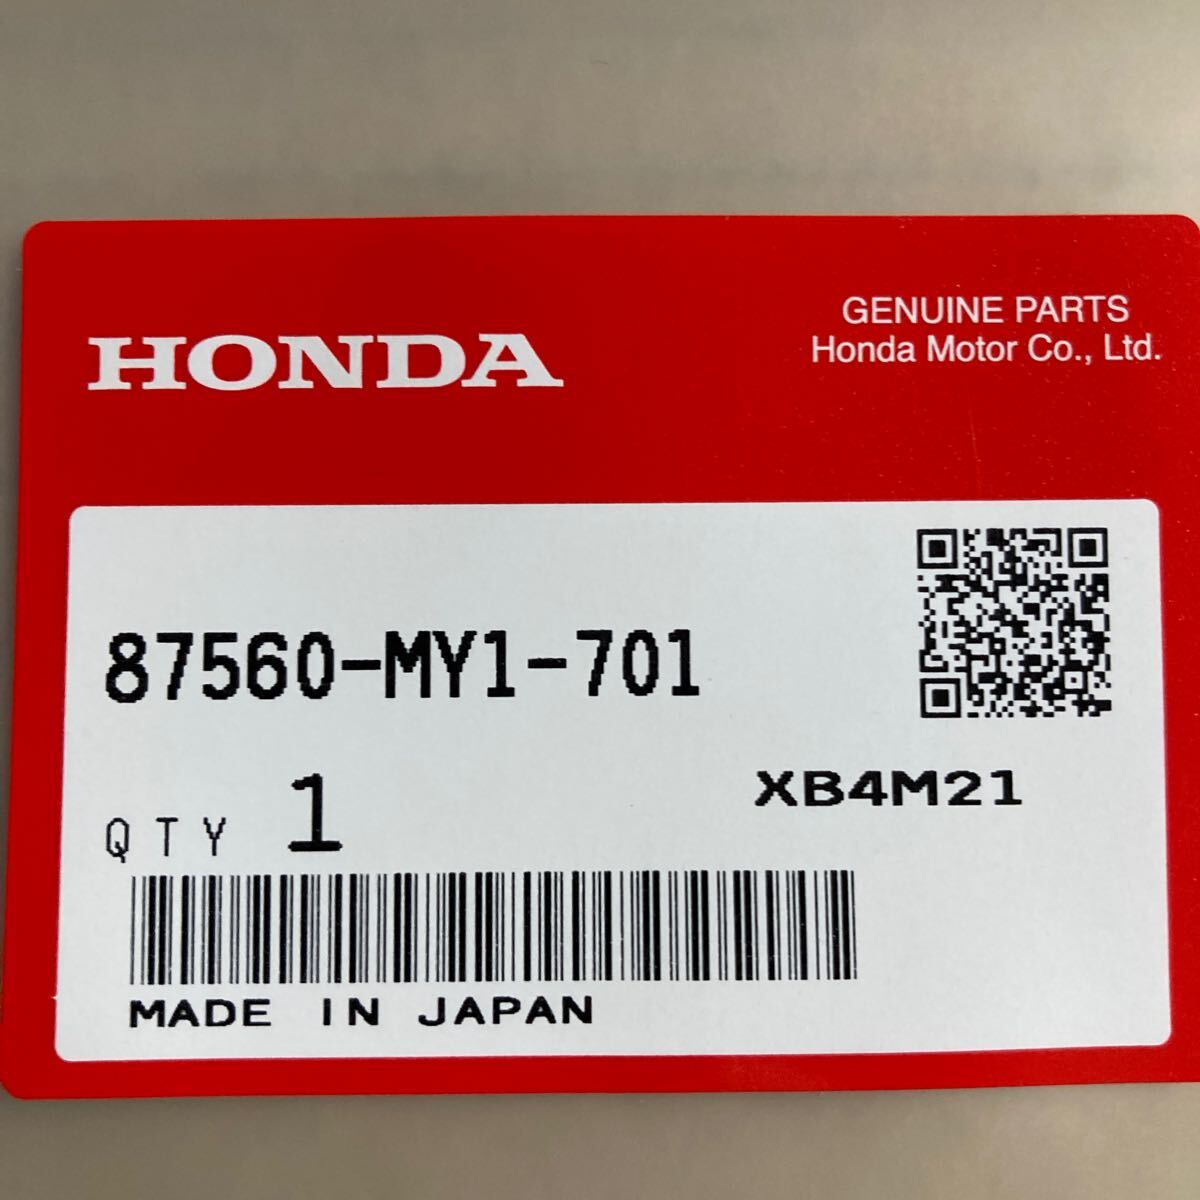 HONDA
GENUINE PARTS
Honda Motor Co., Ltd.
87560-MY1-701
QTY 1
XB4M21
MADE IN JAPAN